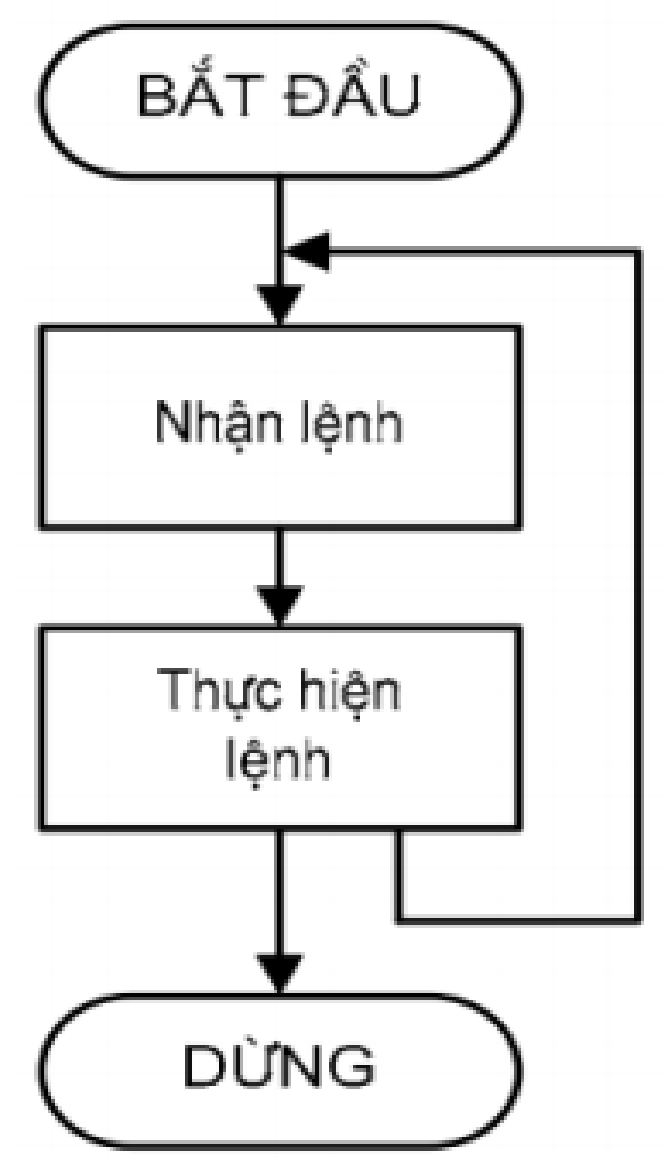 BẮT ĐẦU
Nhận lệnh
Thực hiện
lệnh
DỪNG